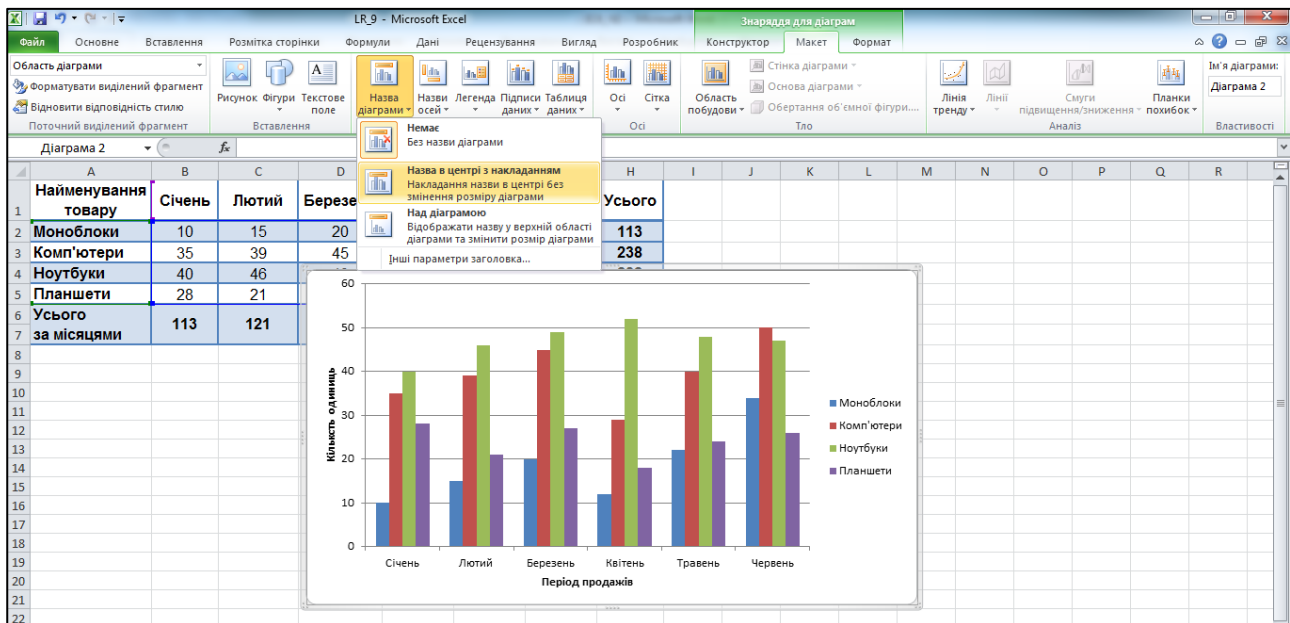 LR_9 - Microsoft Excel
Знаряддя для діаграм
Файл Основне Вставлення Розмітка сторінки Формули Дані Рецензування Вигляд Розробник Конструктор Макет Формат
Область діаграми
Форматувати виділений фрагмент
Відновити відповідність стилю
Поточний виділений фрагмент
Рисунок Фігури Текстове поле
Вставлення
Назва діаграми
Назви осей
Легенда
Підписи даних
Таблиця даних
Осі Сітка
Осі
Область побудови
Стінка діаграми
Основа діаграми
Обертання об'ємної фігури....
Тло
Лінія тренду
Лінії
Смуги підвищення/зниження
Планки похибок
Аналіз
Ім'я діаграми:
Діаграма 2
Властивості
Діаграма 2
fx
Немає
Без назви діаграми
Назва в центрі з накладанням
Накладання назви в центрі без
змінення розміру діаграми
Над діаграмою
Відображати назву у верхній області
діаграми та змінити розмір діаграми
Інші параметри заголовка...
A B C D H I J K L M N O P Q R
1 Найменування товару Січень Лютий Березе Усього
2 Моноблоки 10 15 20 113
3 Комп'ютери 35 39 45 238
4 Ноутбуки 40 46
5 Планшети 28 21
6 Усього
7 за місяцями 113 121
8
9
10
11
12
13
14
15
16
17
18
19
20
21
22
60
50
40
30
20
10
0
Кільксть одиниць
Січень Лютий Березень Квітень Травень Червень
Період продажів
Моноблоки
Комп'ютери
Ноутбуки
Планшети